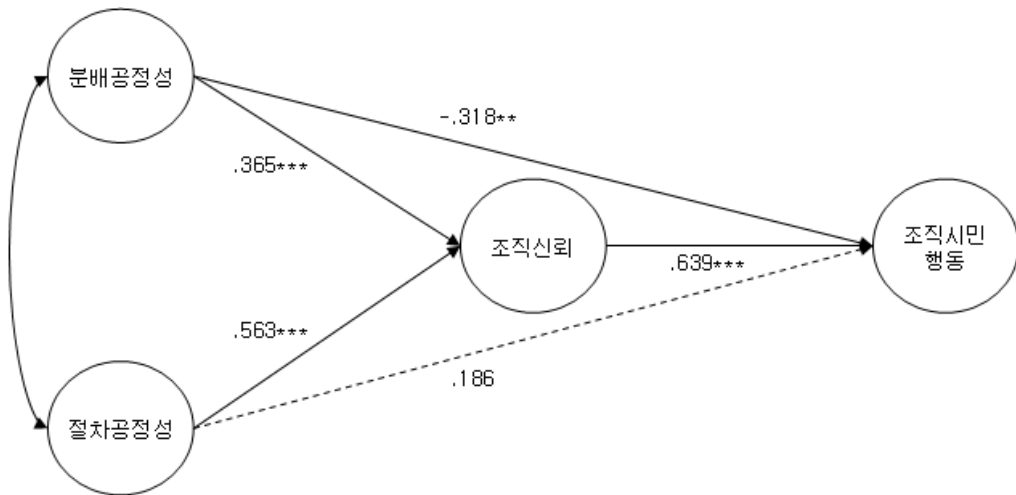 분배공정성
-.318**
.365***
조직신뢰
조직시민
행동
.639***
.563***
.186
절차공정성